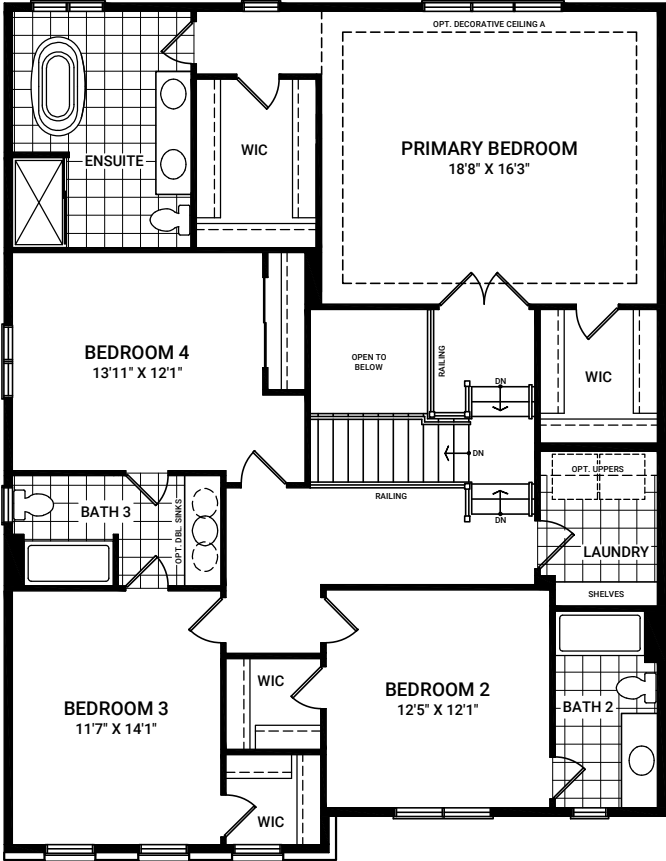 OPT. DECORATIVE CEILING A
PRIMARY BEDROOM
18'8" X 16'3"
ENSUITE
WIC
BEDROOM 4
13'11" X 12'1"
OPEN TO
BELOW
RAILING
DN
WIC
DN
RAILING
DN
OPT. UPPERS
LAUNDRY
SHELVES
BATH 3
OPT. DBL. SINKS
BEDROOM 3
11'7" X 14'1"
WIC
BEDROOM 2
12'5" X 12'1"
BATH 2
WIC